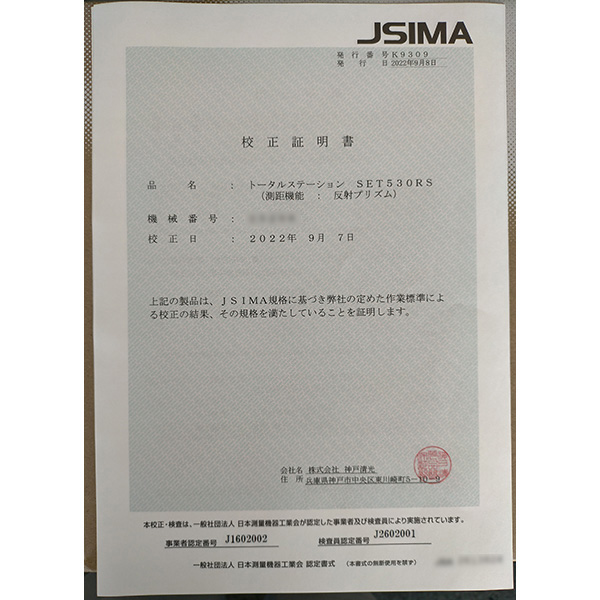 JSIMA
発行番号 K9309
発行日 2022年9月8日
校正証明書
品名 : トータルステーション SET530RS
(測距機能 : 反射プリズム)
機械番号 :
校正日 : 2022年 9月 7日
上記の製品は、JSIMA規格に基づき弊社の定めた作業標準によ
る校正の結果、その規格を満たしていることを証明します。
会社名 株式会社 神戸清光
住所 兵庫県神戸市中央区東川崎町5-10-9
本校正・検査は、一般社団法人 日本測量機器工業会が認定した事業者及び検査員により実施されています。
事業者認定番号 J1602002 検査員認定番号 J2602001
一般社団法人 日本測量機器工業会 認定書式 (本書式の無断使用を禁ず)